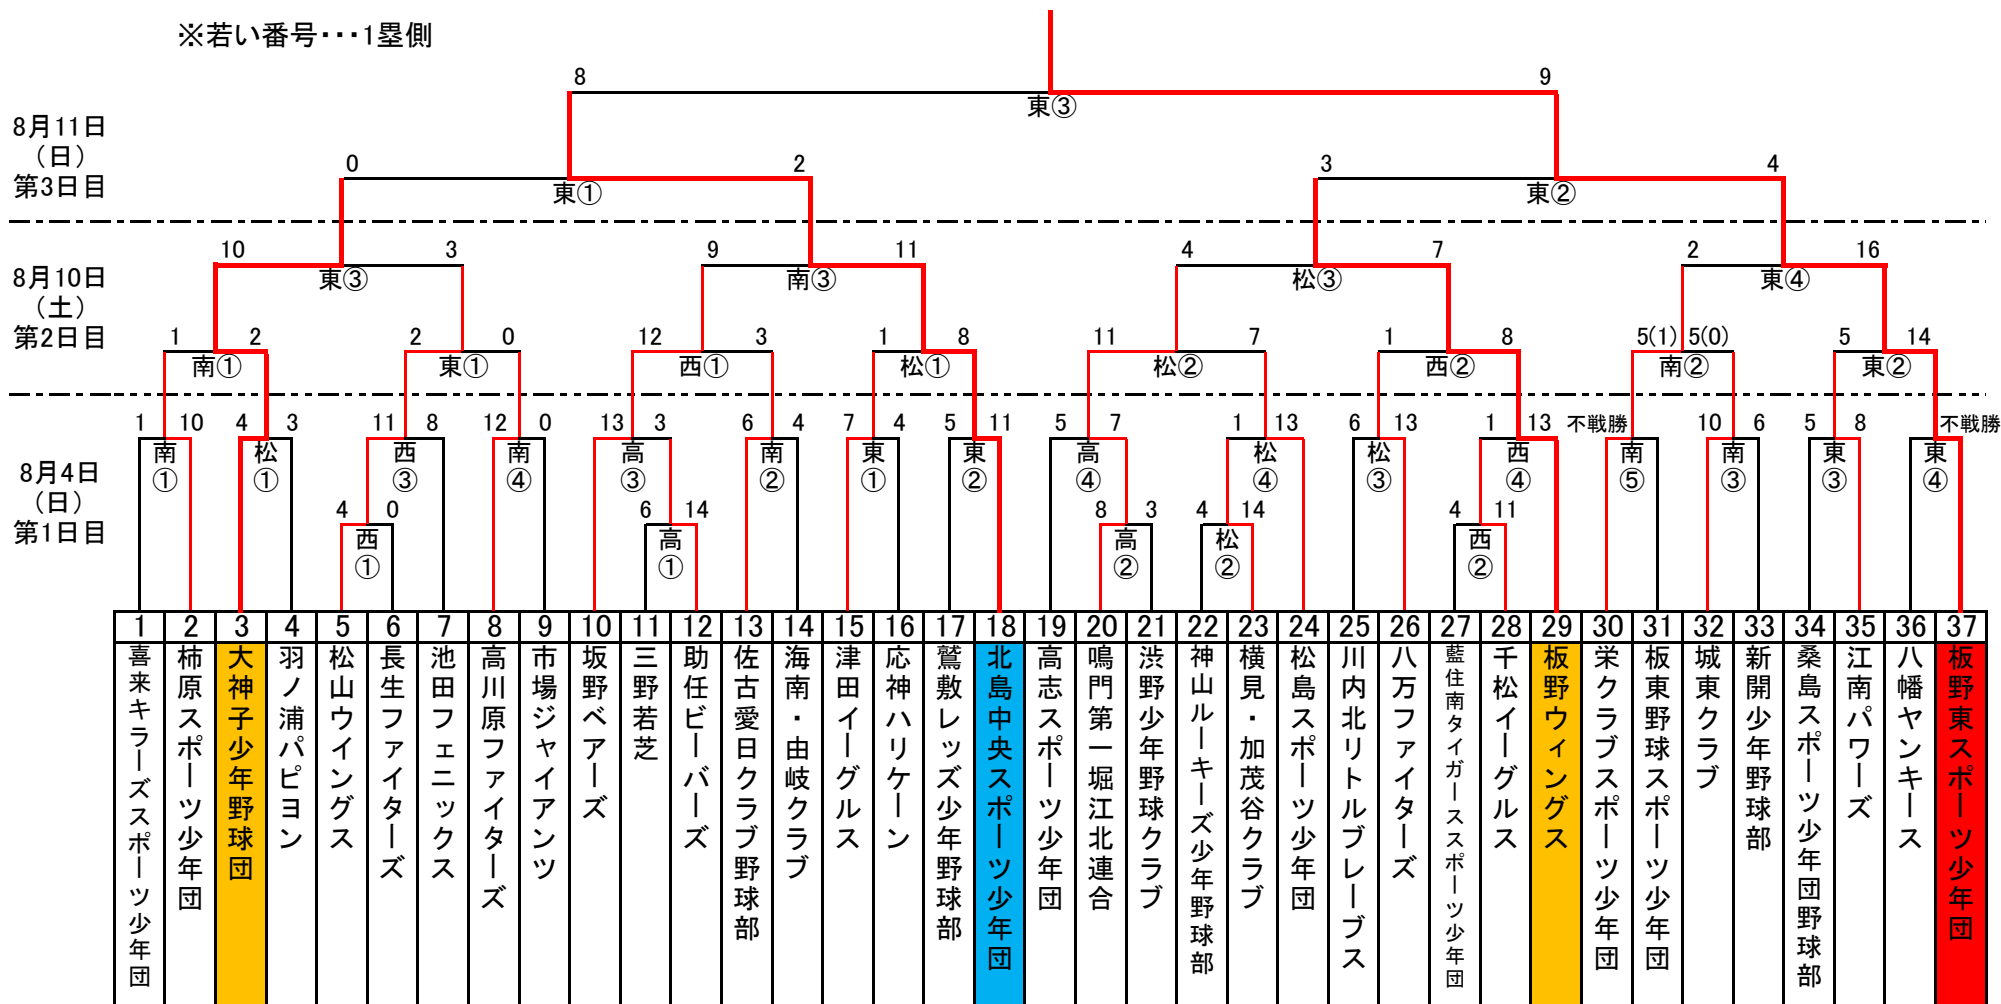 ※若い番号・・・1塁側
8 9
東③
8月11日
（日）
第3日目
0 2 3 4
東① 東②
10 3 9 11 4 7 2 16
東③ 南③ 松③ 東④
8月10日
（土）
第2日目
1 2 2 0 12 3 1 8 11 7 1 8 5(1) 5(0) 5 14
南① 東① 西① 松① 松② 西② 南② 東②
1 10 4 3 11 8 12 0 13 3 6 4 7 4 5 11 5 7 1 13 6 13 1 13 不戦勝 10 6 5 8 不戦勝
南① 松① 西③ 南④ 高③ 南② 東① 東② 高④ 松④ 松③ 西④ 南⑤ 南③ 東③ 東④
8月4日
（日）
第1日目
4 0 6 14 8 3 4 14 4 11
西① 高① 高② 松② 西②
1 2 3 4 5 6 7 8 9 10 11 12 13 14 15 16 17 18 19 20 21 22 23 24 25 26 27 28 29 30 31 32 33 34 35 36 37
喜来キラーズスポーツ少年団
柿原スポーツ少年団
大神子少年野球団
羽ノ浦パピヨン
松山ウイングス
長生ファイターズ
池田フェニックス
高川原ファイターズ
市場ジャイアンツ
坂野ベアーズ
三野若芝
助任ビーバーズ
佐古愛日クラブ野球部
海南・由岐クラブ
津田イーグルス
応神ハリケーン
鷲敷レッズ少年野球部
北島中央スポーツ少年団
高志スポーツ少年団
鳴門第一堀江北連合
渋野少年野球クラブ
神山ルーキーズ少年野球部
横見・加茂谷クラブ
松島スポーツ少年団
川内北リトルブレーブス
八万ファイターズ
藍住南タイガーススポーツ少年団
千松イーグルス
板野ウィングス
栄クラブスポーツ少年団
板東野球スポーツ少年団
城東クラブ
新開少年野球部
桑島スポーツ少年団野球部
江南パワーズ
八幡ヤンキース
板野東スポーツ少年団